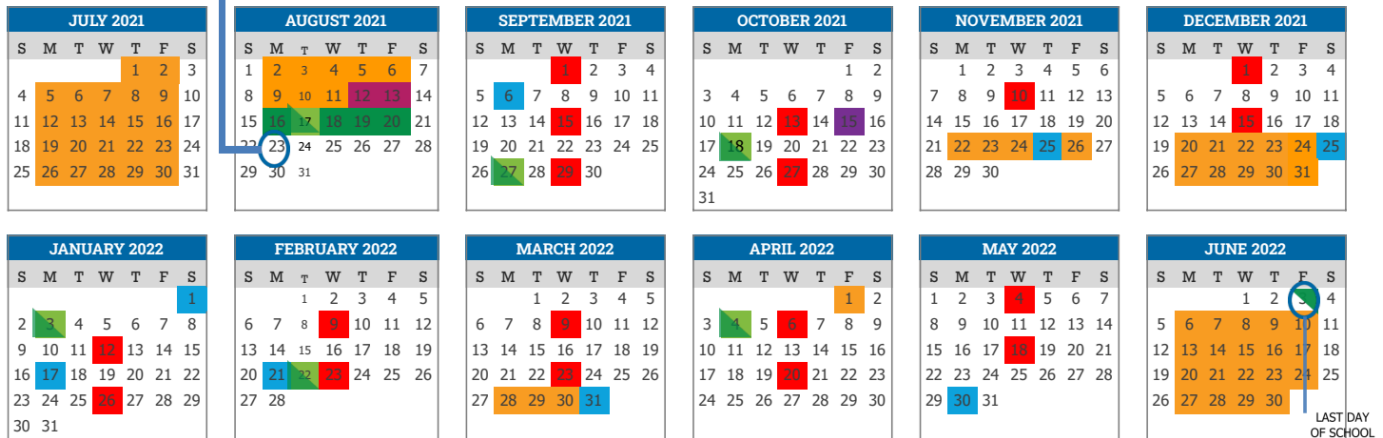 JULY 2021 AUGUST 2021 SEPTEMBER 2021 OCTOBER 2021 NOVEMBER 2021 DECEMBER 2021
S M T W T F S S M T W T F S S M T W T F S S M T W T F S S M T W T F S S M T W T F S
1 2 3 1 2 3 4 5 6 7 1 2 3 4 1 2 1 2 3 4 5 6 1 2 3 4
4 5 6 7 8 9 10 8 9 10 11 12 13 14 5 6 7 8 9 10 11 3 4 5 6 7 8 9 7 8 9 10 11 12 13 5 6 7 8 9 10 11
11 12 13 14 15 16 17 15 16 17 18 19 20 21 12 13 14 15 16 17 18 10 11 12 13 14 15 16 14 15 16 17 18 19 20 12 13 14 15 16 17 18
18 19 20 21 22 23 24 22 23 24 25 26 27 28 19 20 21 22 23 24 25 17 18 19 20 21 22 23 21 22 23 24 25 26 27 19 20 21 22 23 24 25
25 26 27 28 29 30 31 29 30 31 26 27 28 29 30 24 25 26 27 28 29 30 28 29 30 26 27 28 29 30 31
31
JANUARY 2022 FEBRUARY 2022 MARCH 2022 APRIL 2022 MAY 2022 JUNE 2022
S M T W T F S S M T W T F S S M T W T F S S M T W T F S S M T W T F S S M T W T F S
1 1 2 3 4 5 1 2 3 4 5 1 2 1 2 3 4 5 6 7 1 2 3 4
2 3 4 5 6 7 8 6 7 8 9 10 11 12 6 7 8 9 10 11 12 3 4 5 6 7 8 9 8 9 10 11 12 13 14 5 6 7 8 9 10 11
9 10 11 12 13 14 15 13 14 15 16 17 18 19 13 14 15 16 17 18 19 10 11 12 13 14 15 16 15 16 17 18 19 20 21 12 13 14 15 16 17 18
16 17 18 19 20 21 22 20 21 22 23 24 25 26 20 21 22 23 24 25 26 17 18 19 20 21 22 23 22 23 24 25 26 27 28 19 20 21 22 23 24 25
23 24 25 26 27 28 29 27 28 27 28 29 30 31 24 25 26 27 28 29 30 29 30 31 26 27 28 29 30
30 31
LAST DAY
OF SCHOOL